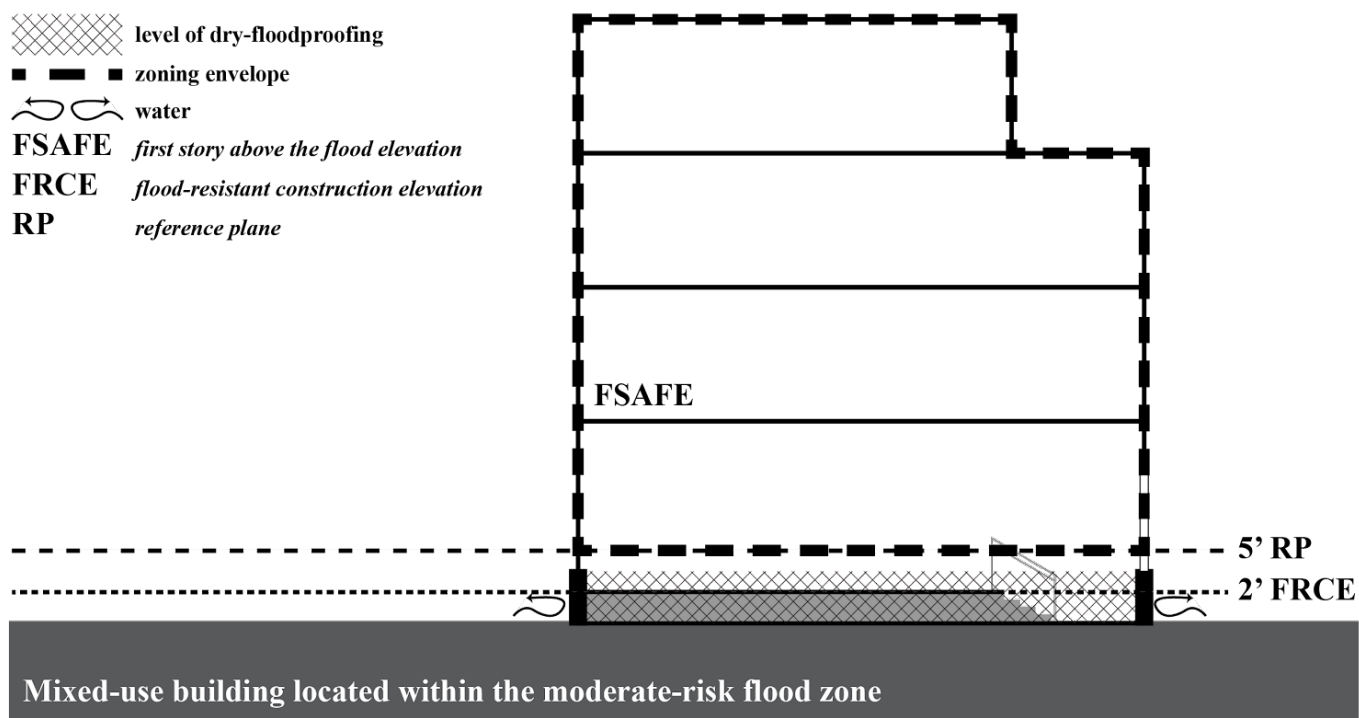 level of dry-floodproofing
zoning envelope
water
FSAFE first story above the flood elevation
FRCE flood-resistant construction elevation
RP reference plane
FSAFE
5’ RP
2’ FRCE
Mixed-use building located within the moderate-risk flood zone